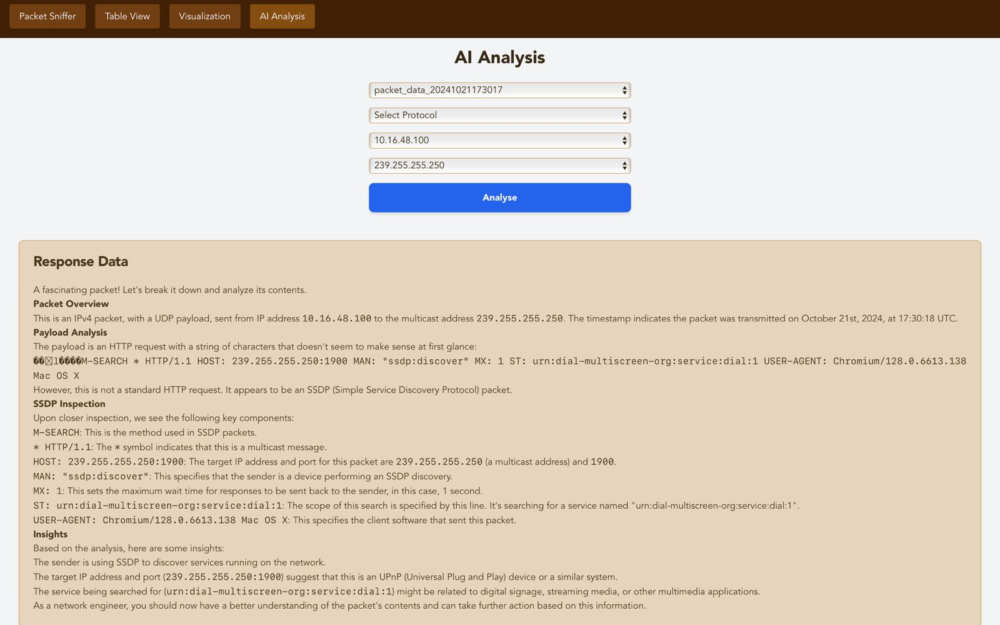 Packet Sniffer
Table View
Visualization
AI Analysis
AI Analysis
packet_data_20241021173017
Select Protocol
10.16.48.100
239.255.255.250
Analyse
Response Data
A fascinating packet! Let's break it down and analyze its contents.
Packet Overview
This is an IPv4 packet, with a UDP payload, sent from IP address 10.16.48.100 to the multicast address 239.255.255.250. The timestamp indicates the packet was transmitted on October 21st, 2024, at 17:30:18 UTC.
Payload Analysis
The payload is an HTTP request with a string of characters that doesn't seem to make sense at first glance:
��l����M-SEARCH * HTTP/1.1 HOST: 239.255.255.250:1900 MAN: "ssdp:discover" MX: 1 ST: urn:dial-multiscreen-org:service:dial:1 USER-AGENT: Chromium/128.0.6613.138
Mac OS X
However, this is not a standard HTTP request. It appears to be an SSDP (Simple Service Discovery Protocol) packet.
SSDP Inspection
Upon closer inspection, we see the following key components:
M-SEARCH: This is the method used in SSDP packets.
* HTTP/1.1: The * symbol indicates that this is a multicast message.
HOST: 239.255.255.250:1900: The target IP address and port for this packet are 239.255.255.250 (a multicast address) and 1900.
MAN: "ssdp:discover": This specifies that the sender is a device performing an SSDP discovery.
MX: 1: This sets the maximum wait time for responses to be sent back to the sender, in this case, 1 second.
ST: urn:dial-multiscreen-org:service:dial:1: The scope of this search is specified by this line. It's searching for a service named "urn:dial-multiscreen-org:service:dial:1".
USER-AGENT: Chromium/128.0.6613.138 Mac OS X: This specifies the client software that sent this packet.
Insights
Based on the analysis, here are some insights:
The sender is using SSDP to discover services running on the network.
The target IP address and port (239.255.255.250:1900) suggest that this is an UPnP (Universal Plug and Play) device or a similar system.
The service being searched for (urn:dial-multiscreen-org:service:dial:1) might be related to digital signage, streaming media, or other multimedia applications.
As a network engineer, you should now have a better understanding of the packet's contents and can take further action based on this information.